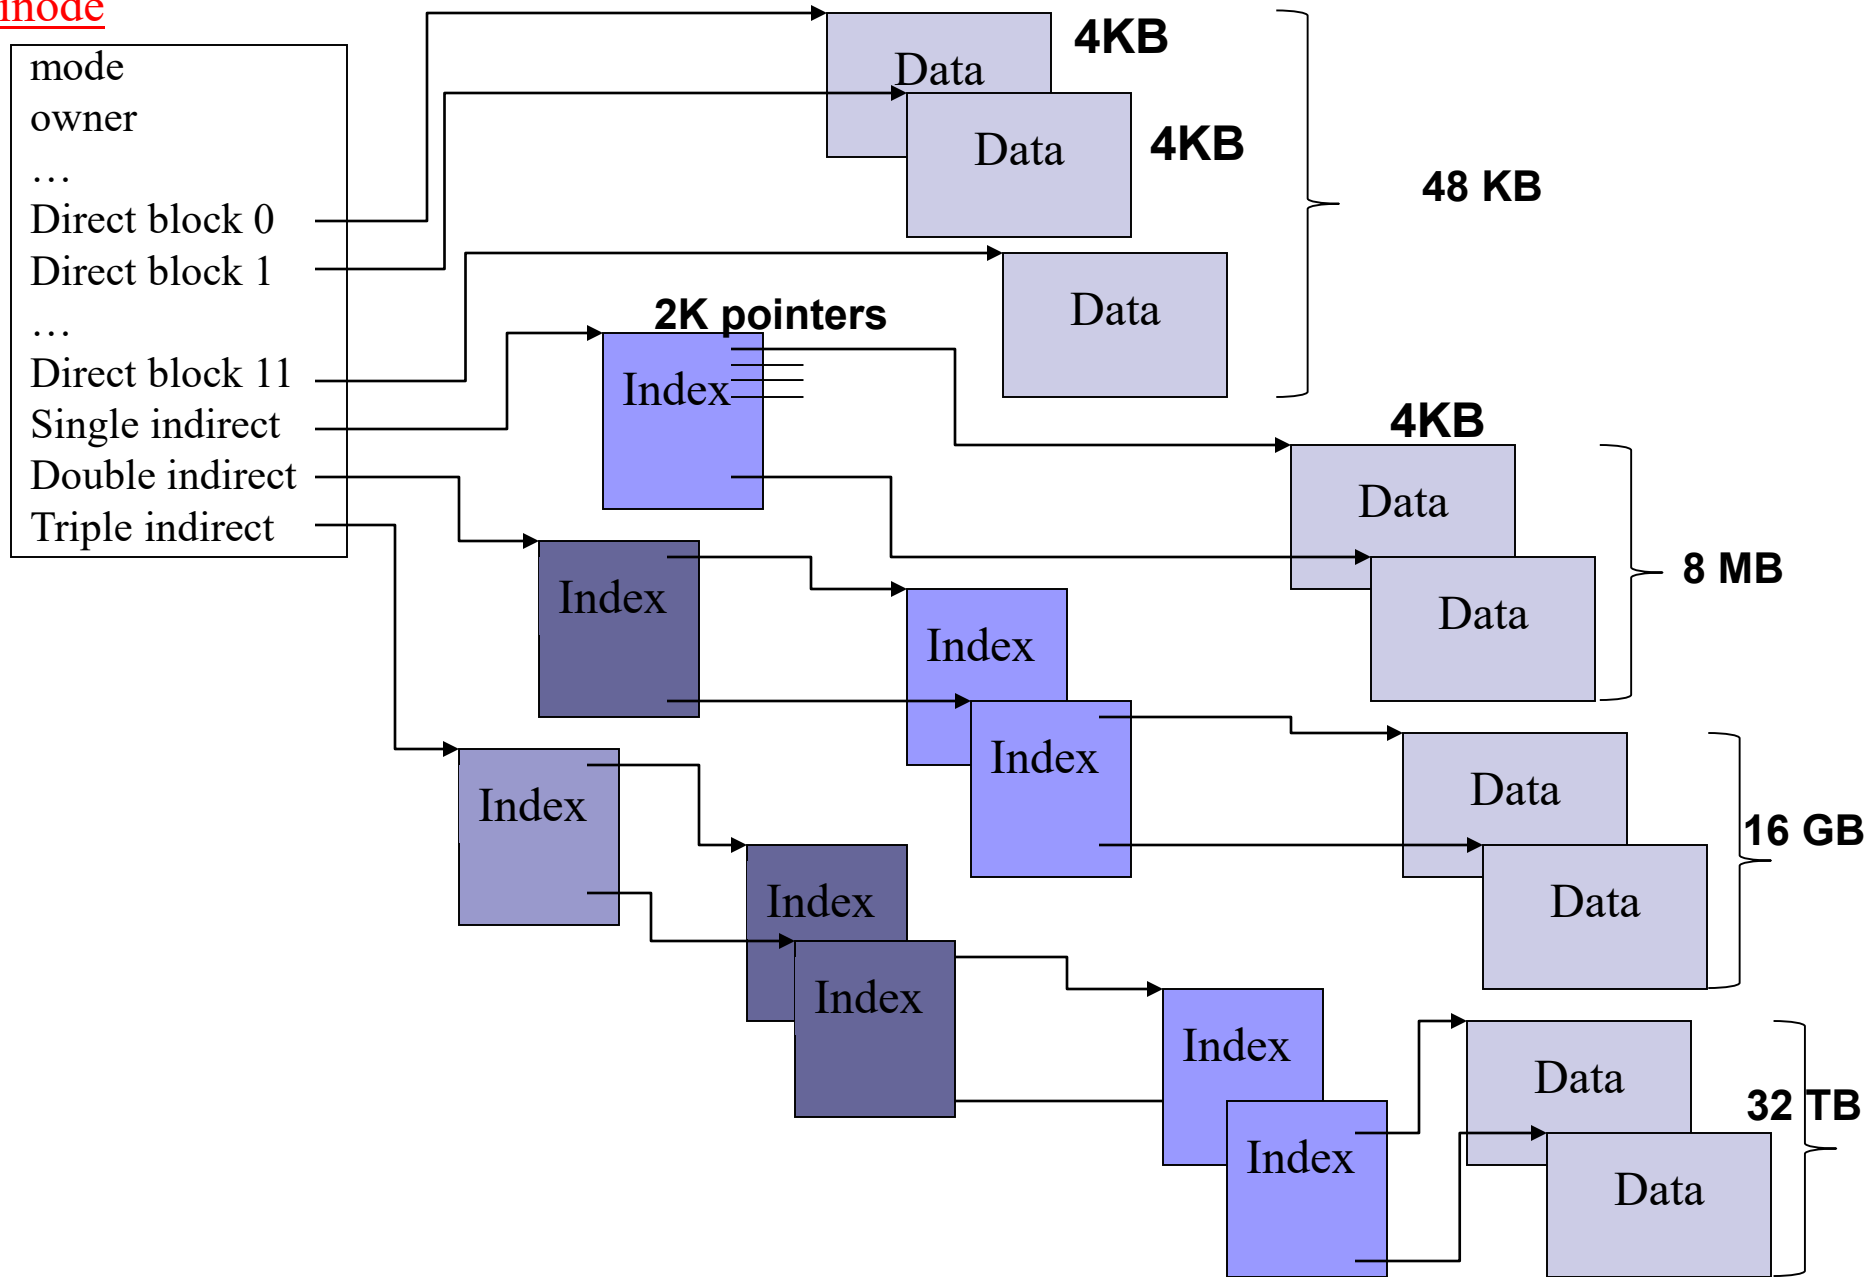 inode
mode
owner
…
Direct block 0
Direct block 1
…
Direct block 11
Single indirect
Double indirect
Triple indirect
Data
4KB
Data
4KB
48 KB
Data
2K pointers
Index
4KB
Data
Data
8 MB
Index
Index
Index
Data
Data
16 GB
Index
Index
Index
Index
Index
Data
Data
32 TB